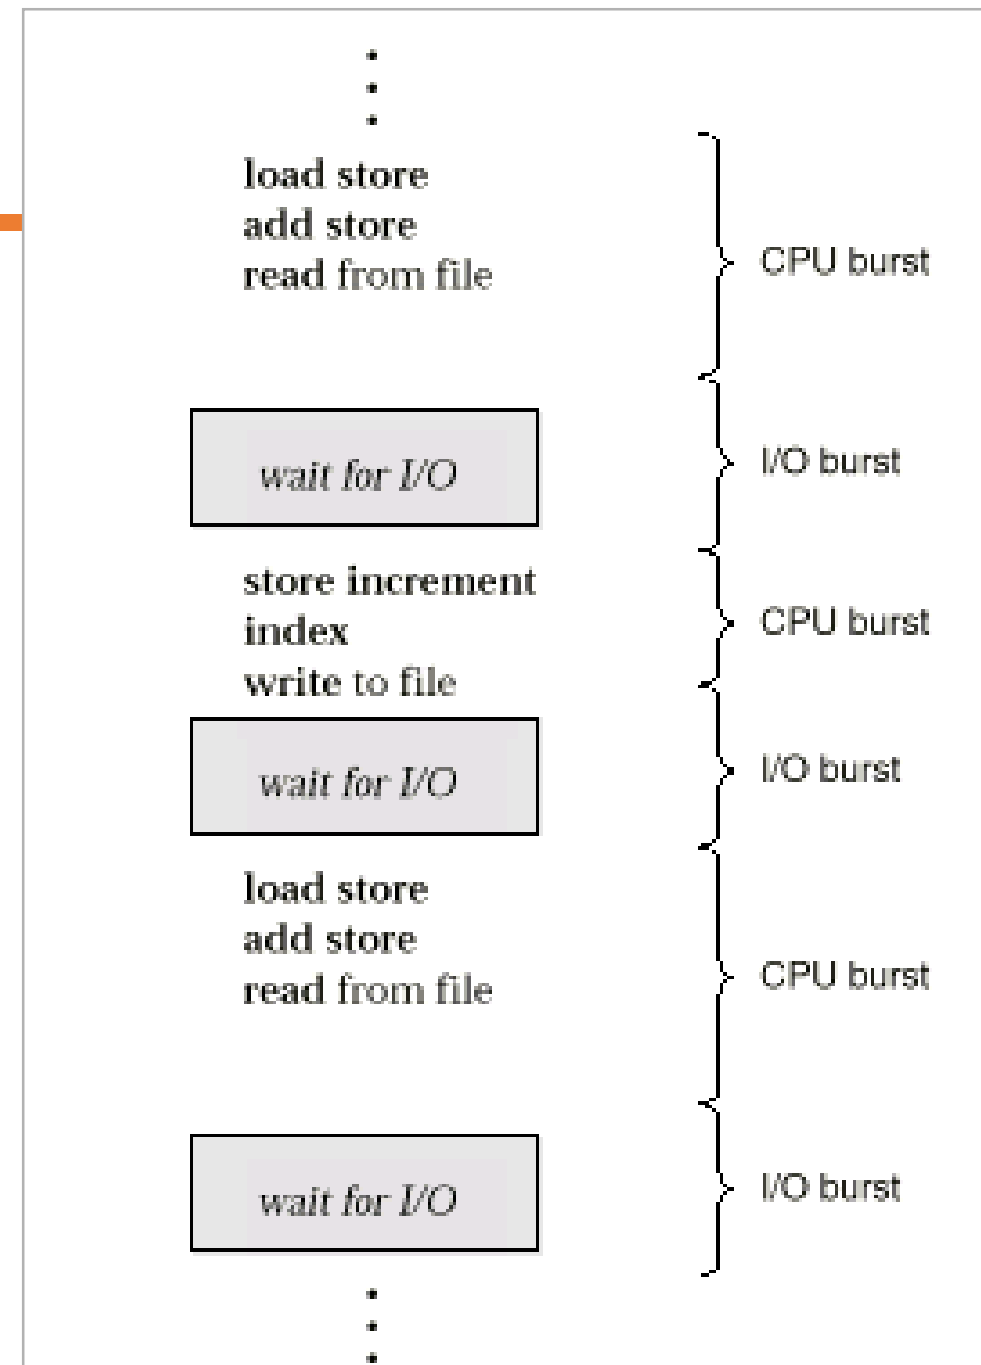 load store
add store
read from file
CPU burst
wait for I/O
I/O burst
store increment
index
write to file
CPU burst
wait for I/O
I/O burst
load store
add store
read from file
CPU burst
wait for I/O
I/O burst